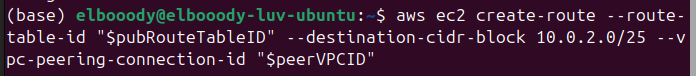 (base) elbooody@elbooody-luv-ubuntu:~$ aws ec2 create-route --route-
table-id "$pubRouteTableID" --destination-cidr-block 10.0.2.0/25 --v
pc-peering-connection-id "$peerVPCID"